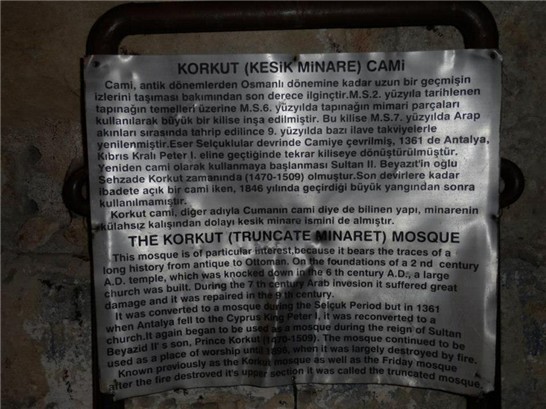 KORKUT (KESİK MİNARE) CAMİ
Cami, antik dönemlerden Osmanlı dönemine kadar uzun bir geçmişin
izlerini taşıması bakımından son derece ilginçtir.M.S.2. yüzyıla tarihlenen
tapınağın temelleri üzerine M.S.6. yüzyılda tapınağın mimari parçaları
kullanılarak büyük bir kilise inşa edilmiştir. Bu kilise M.S.7. yüzyılda Arap
akınları sırasında tahrip edilince 9. yüzyılda bazı ilave takviyelerle
yenilenmiştir.Eser Selçuklular devrinde Camiye çevrilmiş, 1361 de Antalya,
Kıbrıs Kralı Peter I. eline geçtiğinde tekrar kiliseye dönüştürülmüştür.
Yeniden cami olarak kullanmaya başlanması Sultan II. Beyazıt'in oğlu
Sehzade Korkut zamanında (1470-1509) olmuştur.Son devirlere kadar
ibadete açık bir cami iken, 1846 yılında geçirdiği büyük yangından sonra
kullanılmamıştır.
Korkut cami, diğer adıyla Cumanın cami diye de bilinen yapı, minarenin
külahsız kalışından dolayı kesik minare ismini de almıştır.
THE KORKUT (TRUNCATE MINARET) MOSQUE
This mosque is of particular interest,because it bears the traces of a
long history from antique to Ottoman. On the foundations of a 2 nd century
A.D. temple, which was knocked down in the 6 th century A.D., a large
church was built. During the 7 th century Arab invesion it suffered great
damage and it was repaired in the 9 th century.
It was converted to a mosque during the Selçuk Period but in 1361
when Antalya fell to the Cyprus King Peter I, it was reconverted to a
church.It again began to be used as a mosque during the reign of Sultan
Beyazid II' s son, Prince Korkut (1470-1509). The mosque continued to be
used as a place of worship until 1896, when it was largely destroyed by fire.
Known previously as the Korkut mosque as well as the Friday mosque
after the fire destroved it's upper section it was called the truncated mosque.